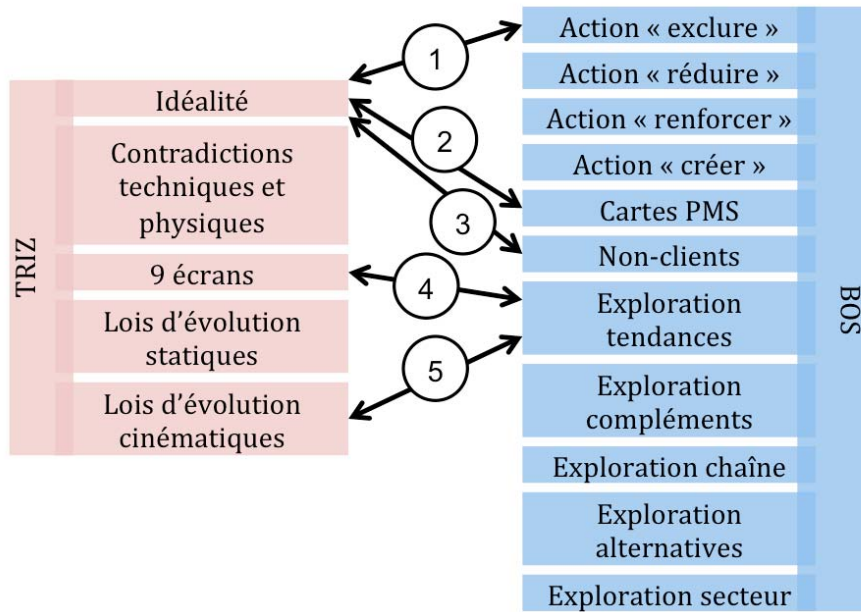 TRIZ
Idéalité
Contradictions
techniques et
physiques
9 écrans
Lois d'évolution
statiques
Lois d'évolution
cinématiques
1
2
3
4
5
Action « exclure »
Action « réduire »
Action « renforcer »
Action « créer »
Cartes PMS
Non-clients
Exploration
tendances
Exploration
compléments
Exploration chaîne
Exploration
alternatives
Exploration secteur
BOS